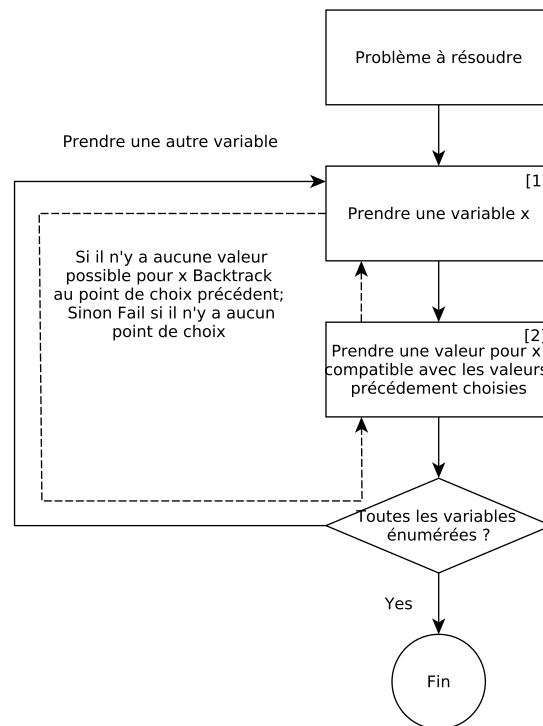 Problème à résoudre
Prendre une autre variable
[1
Prendre une variable x
Si il n'y a aucune valeur
possible pour x Backtrack
au point de choix précédent;
Sinon Fail si il n'y a aucun
point de choix
[2]
Prendre une valeur pour x
compatible avec les valeurs
précédement choisies
Toutes les variables
énumérées ?
Yes
Fin